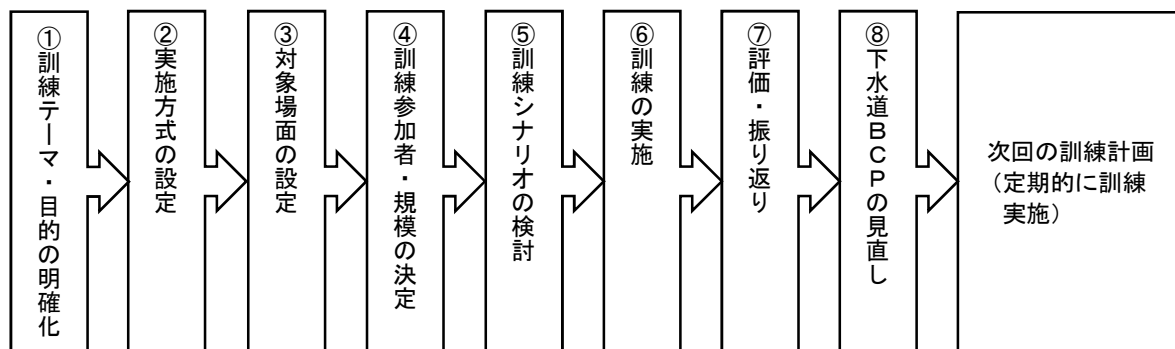 ①訓練テーマ・目的の明確化
②実施方式の設定
③対象場面の設定
④訓練参加者・規模の決定
⑤訓練シナリオの検討
⑥訓練の実施
⑦評価・振り返り
⑧下水道ＢＣＰの見直し
次回の訓練計画
（定期的に訓練
実施）